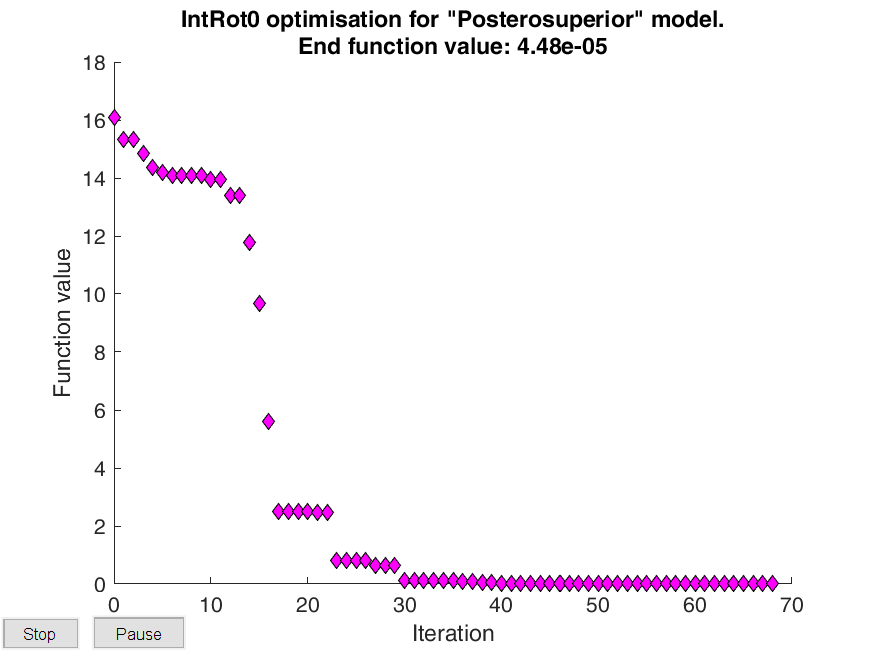 IntRot0 optimisation for "Posterosuperior" model.
End function value: 4.48e-05
18
16
14
12
10
8
6
4
2
0
Function value
0 10 20 30 40 50 60 70
Iteration
Stop Pause